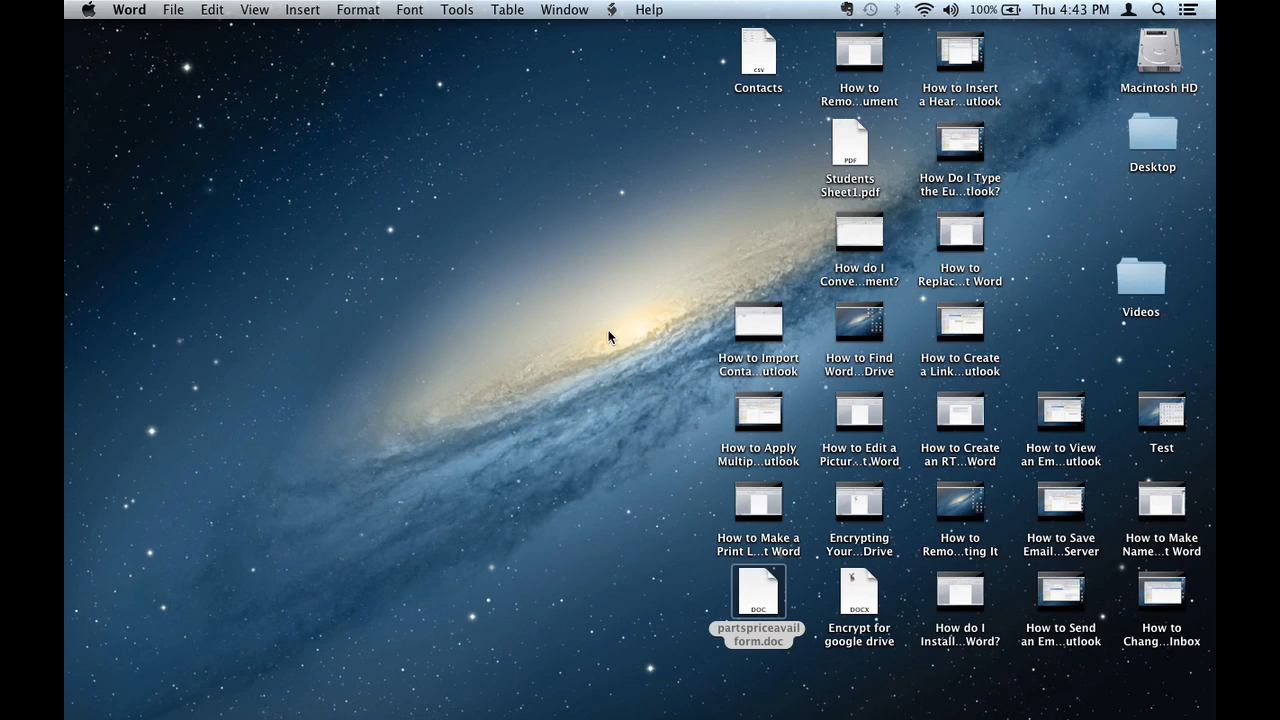 Word File Edit View Insert Format Font Tools Table Window Help 100% Thu 4:43 PM
CSV
Contacts
How to
Remo...ument
How to Insert
a Hear...utlook
Macintosh HD
PDF
Students
Sheet1.pdf
How Do I Type
the Eu...tlook?
Desktop
How do I
Conve...ment?
How to
Replac...t Word
Videos
How to Import
Conta...utlook
How to Find
Word...Drive
How to Create
a Link...utlook
How to Apply
Multip...utlook
How to Edit a
Pictur...t Word
How to Create
an RT...Word
How to View
an Em...utlook
Test
How to Make a
Print L...t Word
Encrypting
Your...Drive
How to
Remo...ting It
How to Save
Email...Server
How to Make
Name...t Word
DOC
partspriceavail
form.doc
DOCX
Encrypt for
google drive
How do I
Install...Word?
How to Send
an Em...utlook
How to
Chang...Inbox